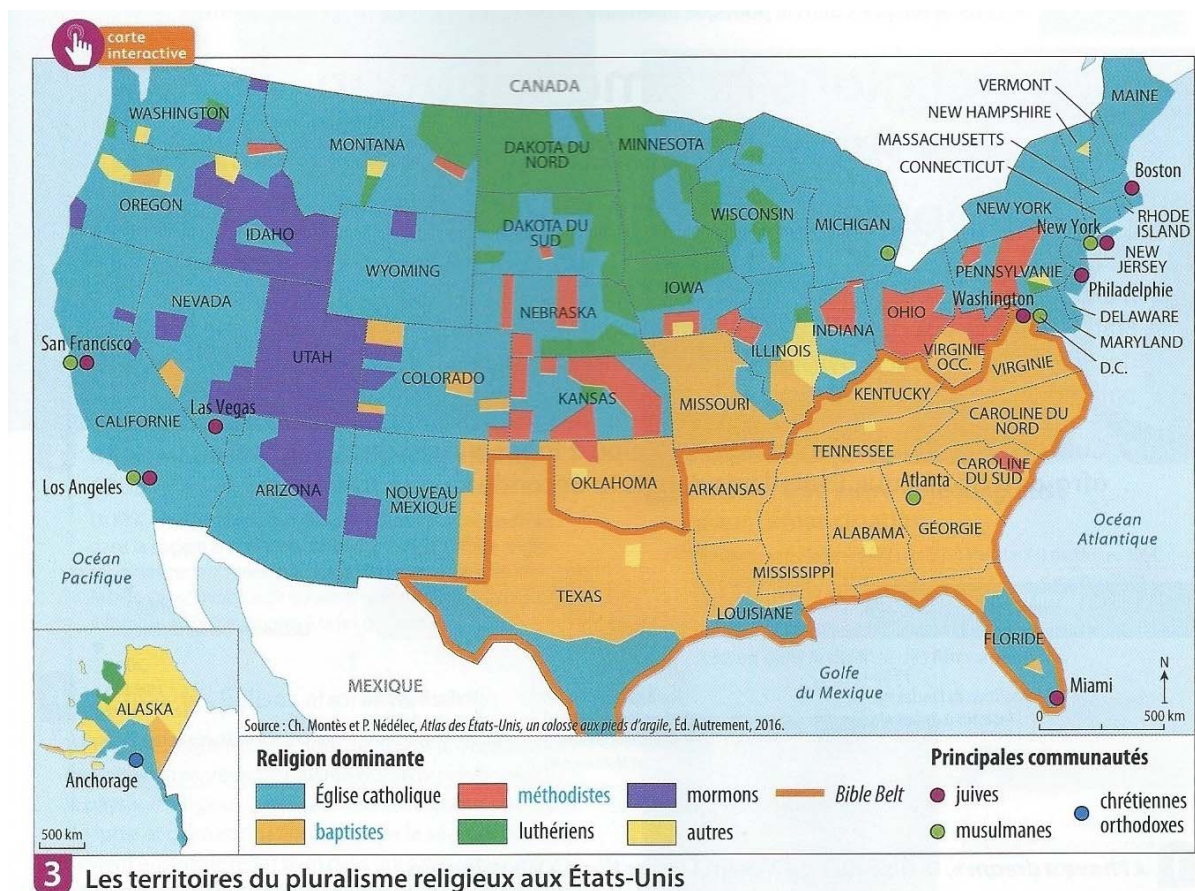 carte
interactive
CANADA
WASHINGTON
MONTANA
DAKOTA
DU NORD
MINNESOTA
VERMONT
NEW HAMPSHIRE
MASSACHUSETTS
CONNECTICUT
MAINE
Boston
OREGON
IDAHO
DAKOTA
DU SUD
WISCONSIN
MICHIGAN
NEW YORK
New York
RHODE
ISLAND
WYOMING
IOWA
PENNSYLVANIE
NEW
JERSEY
Philadelphie
NEVADA
NEBRASKA
Washington
OHIO
INDIANA
ILLINOIS
DELAWARE
MARYLAND
D.C.
San Francisco
UTAH
COLORADO
KANSAS
MISSOURI
VIRGINIE
OCC.
VIRGINIE
KENTUCKY
CALIFORNIE
Las Vegas
CAROLINE DU
NORD
TENNESSEE
Los Angeles
ARIZONA
NOUVEAU
MEXIQUE
OKLAHOMA
ARKANSAS
Atlanta
CAROLINE
DU SUD
ALABAMA
GÉORGIE
Océan
Pacifique
Océan
Atlantique
MISSISSIPPI
TEXAS
LOUISIANE
FLORIDE
MEXIQUE
Golfe
du Mexique
Miami
N
0 500 km
ALASKA
Anchorage
500 km
Source : Ch. Montès et P. Nédélec, Atlas des États-Unis, un colosse aux pieds d'argile, Éd. Autrement, 2016.
Religion dominante
Église catholique
méthodistes
mormons
Bible Belt
baptistes
luthériens
autres
Principales communautés
juives
musulmanes
chrétiennes
orthodoxes
3 Les territoires du pluralisme religieux aux États-Unis